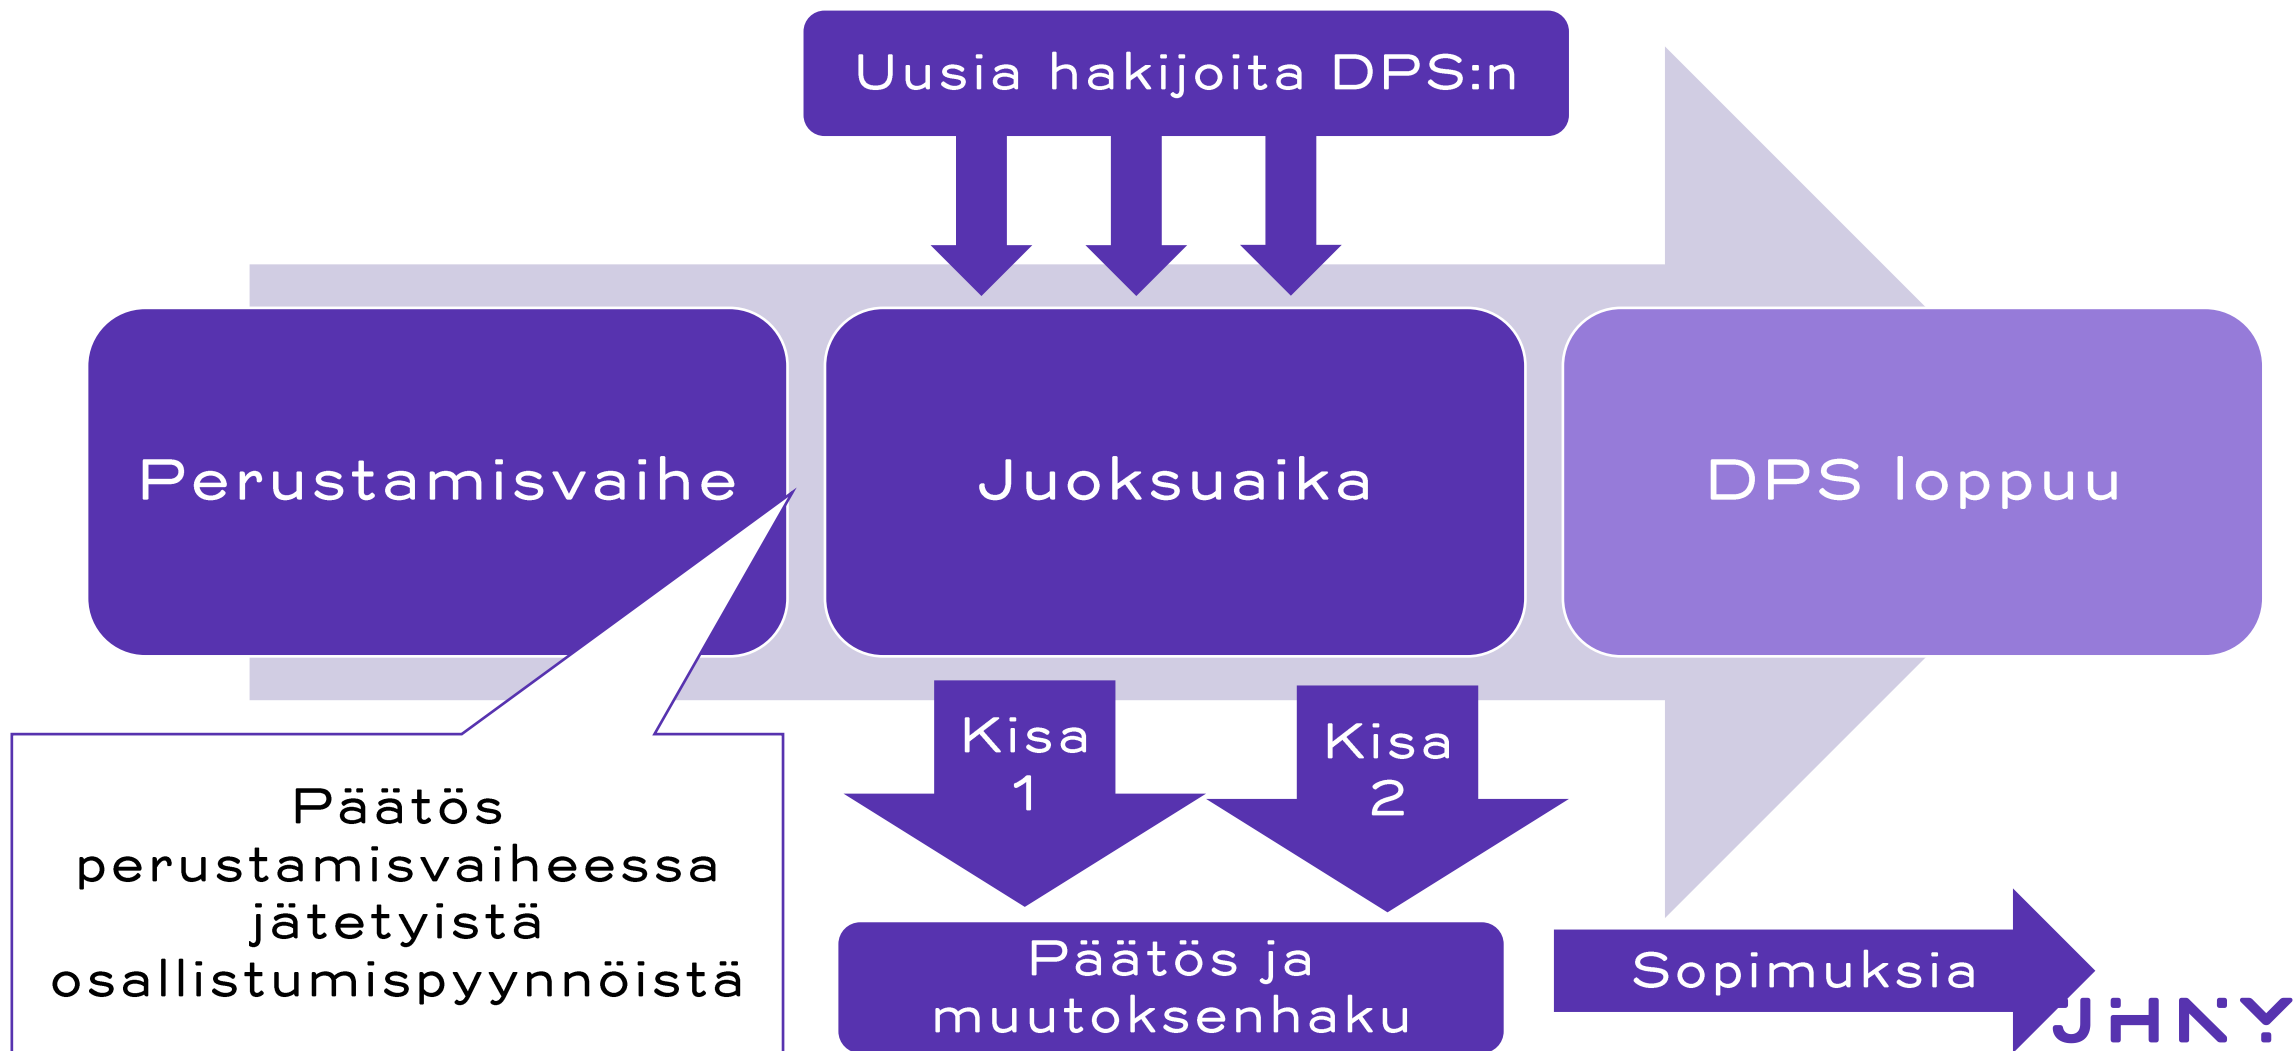 Uusia hakijoita DPS:n
Perustamisvaihe
Juoksuaika
DPS loppuu
Kisa
1
Kisa
2
Päätös
perustamisvaiheessa
jätetyistä
osallistumispyynnöistä
Päätös ja
muutoksenhaku
Sopimuksia
JHNY